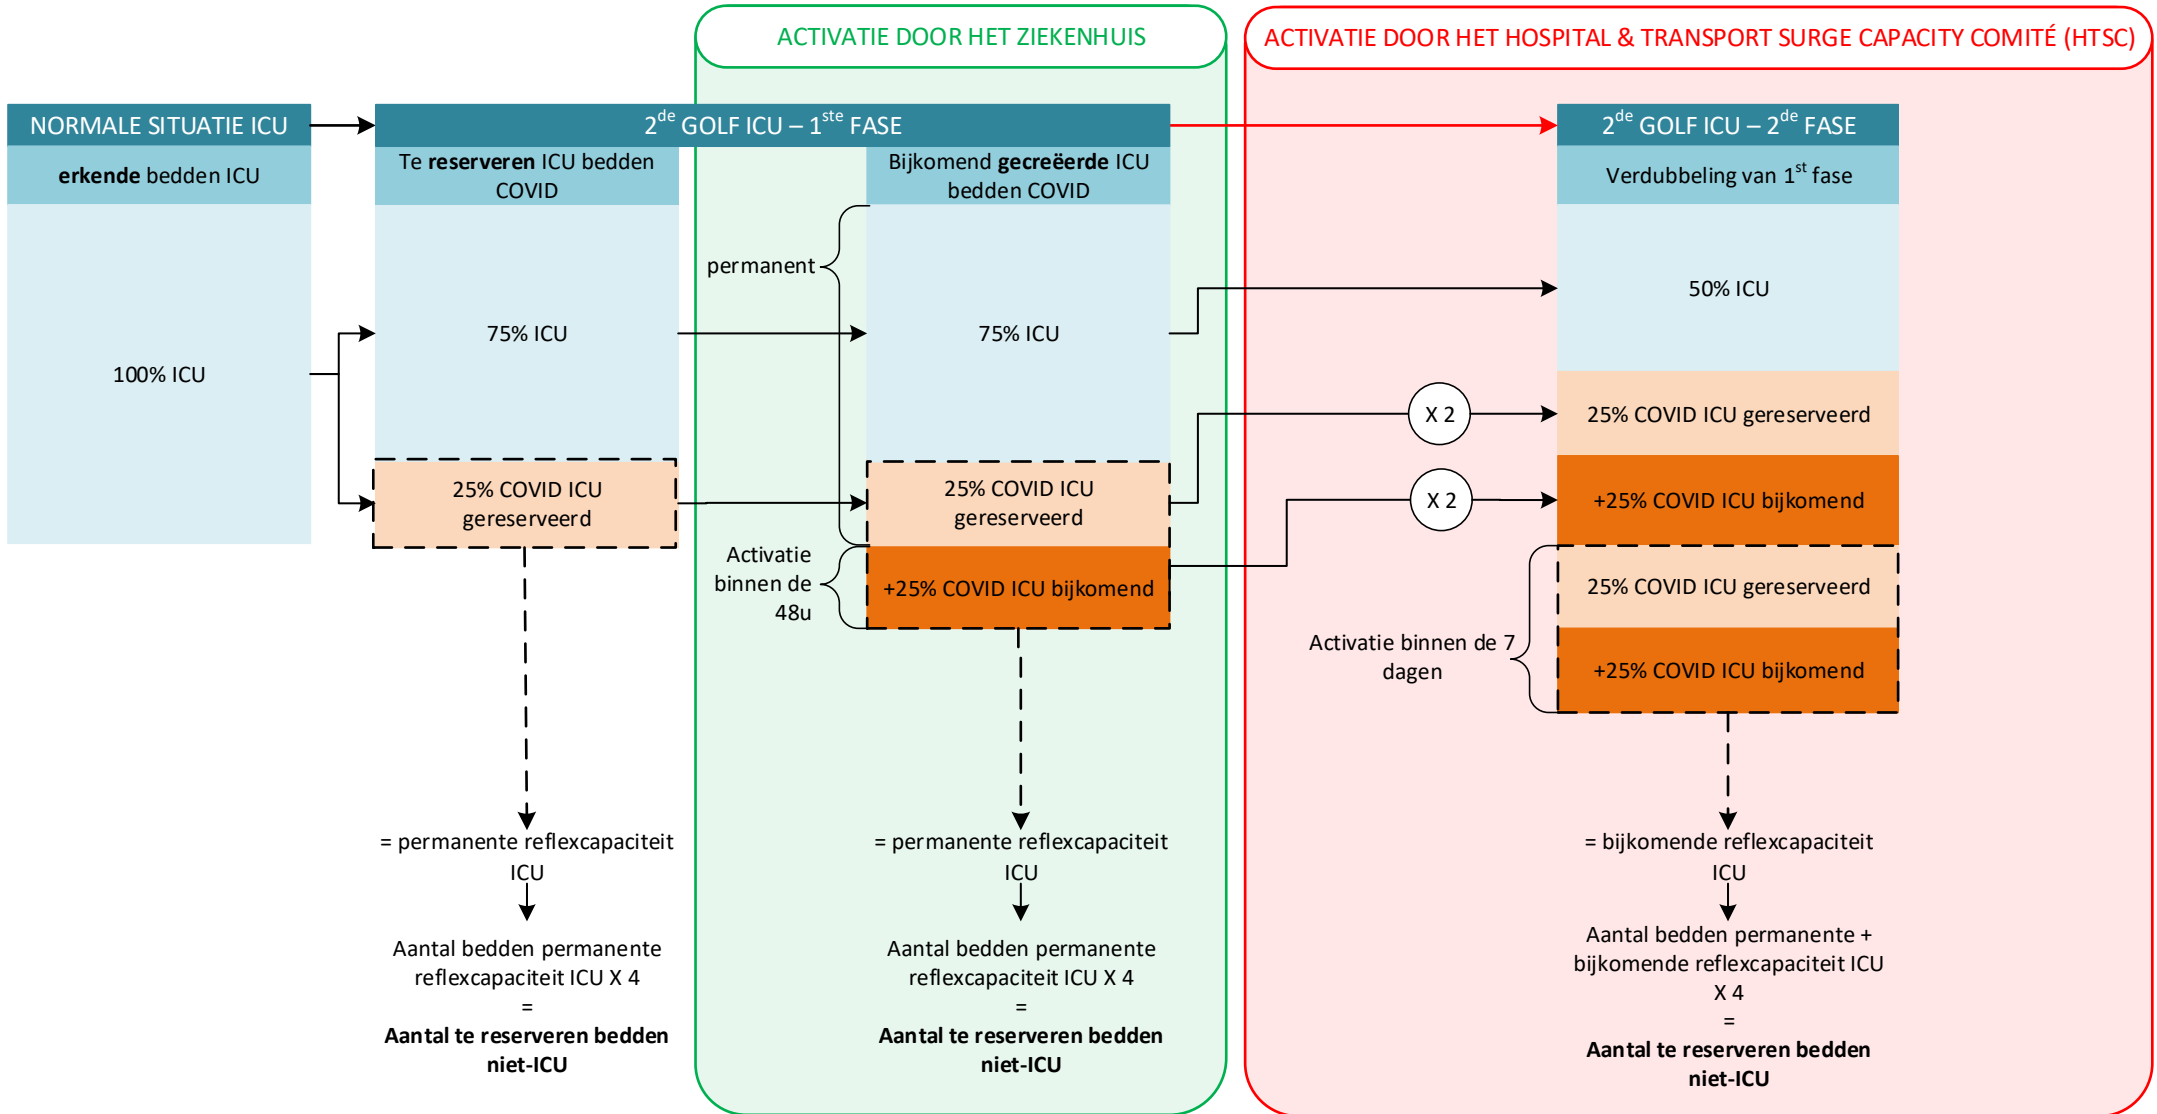 ACTIVATIE DOOR HET ZIEKENHUIS
ACTIVATIE DOOR HET HOSPITAL & TRANSPORT SURGE CAPACITY COMITÉ (HTSC)
NORMALE SITUATIE ICU
2de GOLF ICU – 1ste FASE
2de GOLF ICU – 2de FASE
erkende bedden ICU
Te reserveren ICU bedden
COVID
Bijkomend gecreëerde ICU
bedden COVID
Verdubbeling van 1st fase
100% ICU
75% ICU
25% COVID ICU
gereserveerd
permanent
75% ICU
25% COVID ICU
gereserveerd
Activatie
binnen de
48u
+25% COVID ICU bijkomend
X 2
X 2
50% ICU
25% COVID ICU gereserveerd
+25% COVID ICU bijkomend
25% COVID ICU gereserveerd
+25% COVID ICU bijkomend
Activatie binnen de 7
dagen
= permanente reflexcapaciteit
ICU
Aantal bedden permanente
reflexcapaciteit ICU X 4
=
Aantal te reserveren bedden
niet-ICU
= permanente reflexcapaciteit
ICU
Aantal bedden permanente
reflexcapaciteit ICU X 4
=
Aantal te reserveren bedden
niet-ICU
= bijkomende reflexcapaciteit
ICU
Aantal bedden permanente +
bijkomende reflexcapaciteit ICU
X 4
=
Aantal te reserveren bedden
niet-ICU